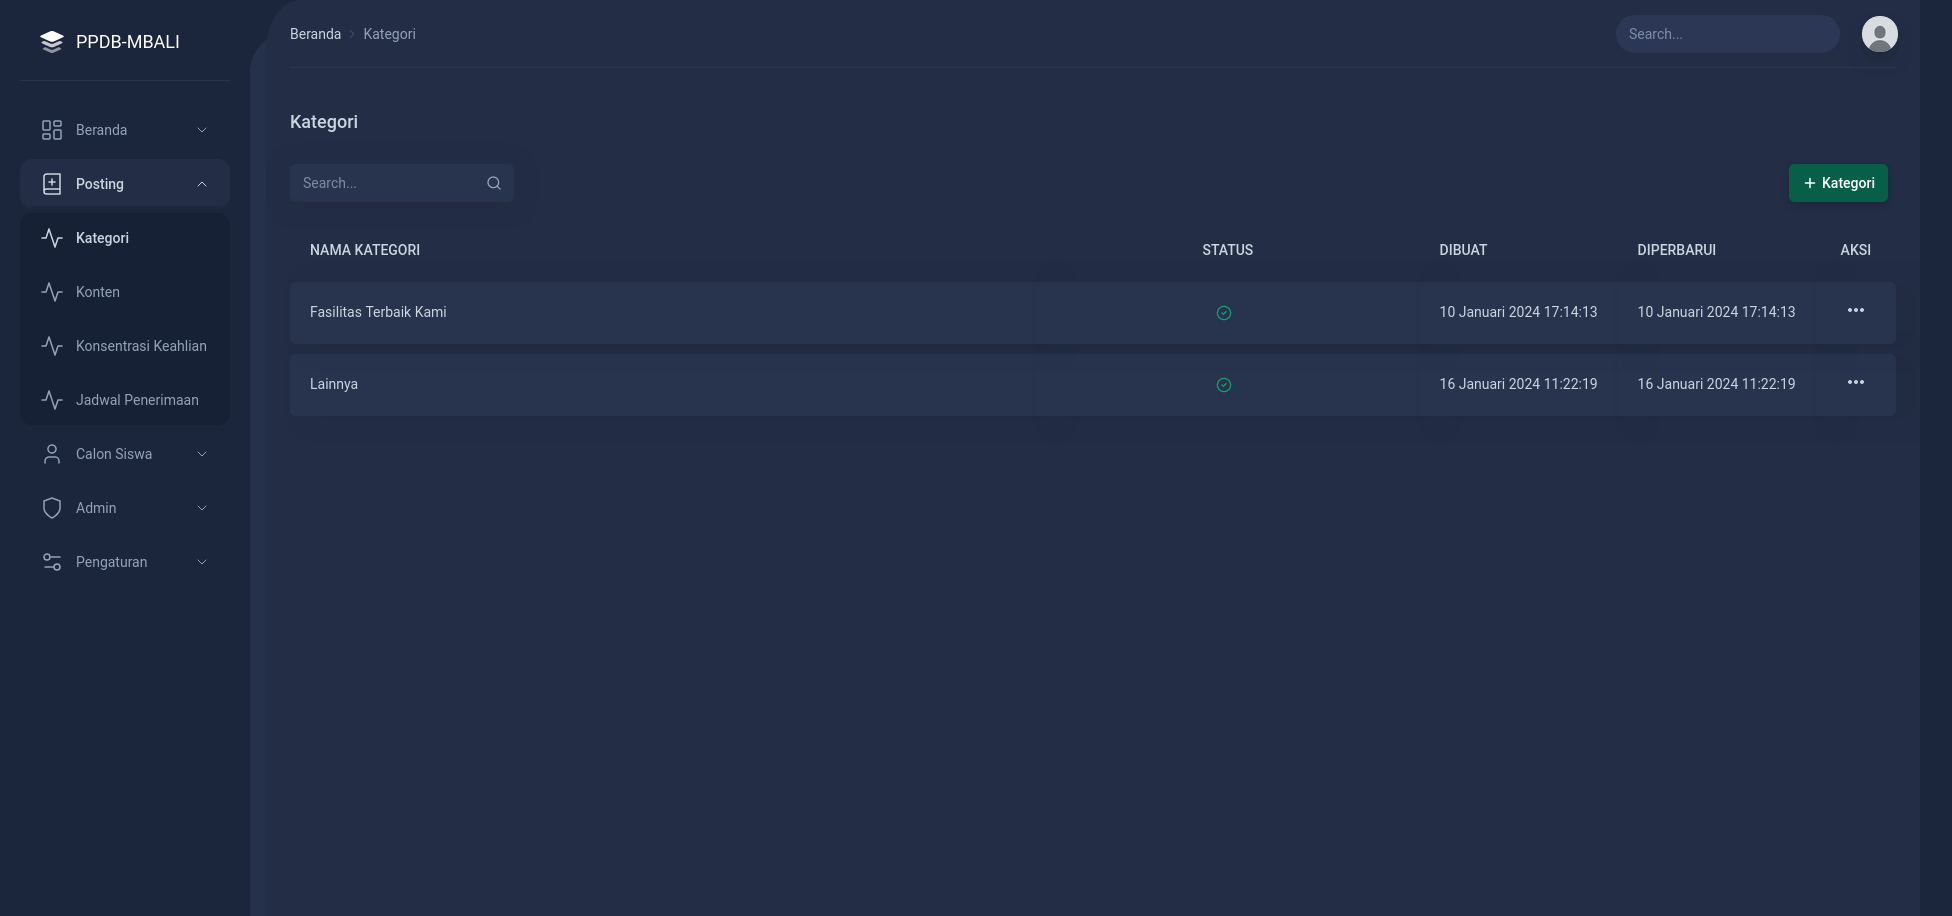 PPDB-MBALI
Beranda
Posting
Kategori
Konten
Konsentrasi Keahlian
Jadwal Penerimaan
Calon Siswa
Admin
Pengaturan
Beranda Kategori
Search...
Kategori
Search...
+ Kategori
NAMA KATEGORI STATUS DIBUAT DIPERBARUI AKSI
Fasilitas Terbaik Kami 10 Januari 2024 17:14:13 10 Januari 2024 17:14:13
Lainnya 16 Januari 2024 11:22:19 16 Januari 2024 11:22:19